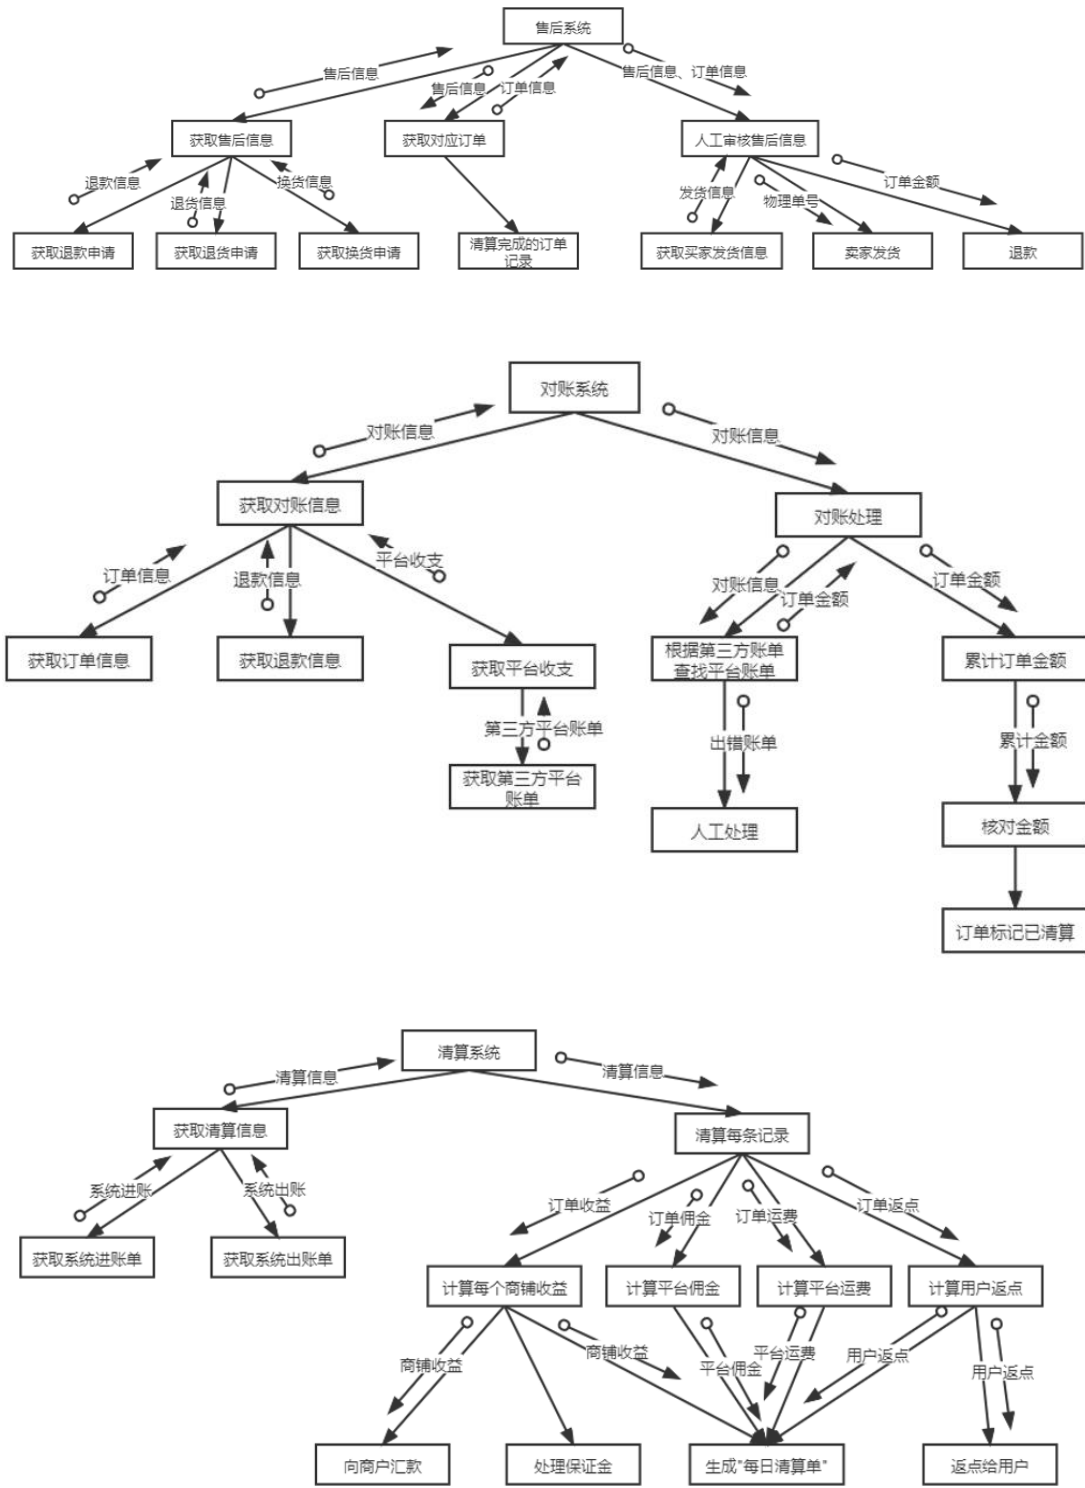 售后系统
售后信息
售后信息
订单信息
售后信息、订单信息
获取售后信息
获取对应订单
人工审核售后信息
退款信息
退货信息
换货信息
发货信息
物理单号
订单金额
获取退款申请
获取退货申请
获取换货申请
清算完成的订单
记录
获取买家发货信息
卖家发货
退款
对账系统
对账信息
对账信息
获取对账信息
对账处理
订单信息
退款信息
平台收支
对账信息
订单金额
订单金额
获取订单信息
获取退款信息
获取平台收支
根据第三方账单
查找平台账单
累计订单金额
第三方平台账单
出错账单
累计金额
获取第三方平台
账单
人工处理
核对金额
订单标记已清算
清算系统
清算信息
清算信息
获取清算信息
清算每条记录
系统进账
系统出账
订单收益
订单佣金
订单运费
订单返点
获取系统进账单
获取系统出账单
计算每个商铺收益
计算平台佣金
计算平台运费
计算用户返点
商铺收益
商铺收益
平台佣金
平台运费
用户返点
用户返点
向商户汇款
处理保证金
生成"每日清算单"
返点给用户